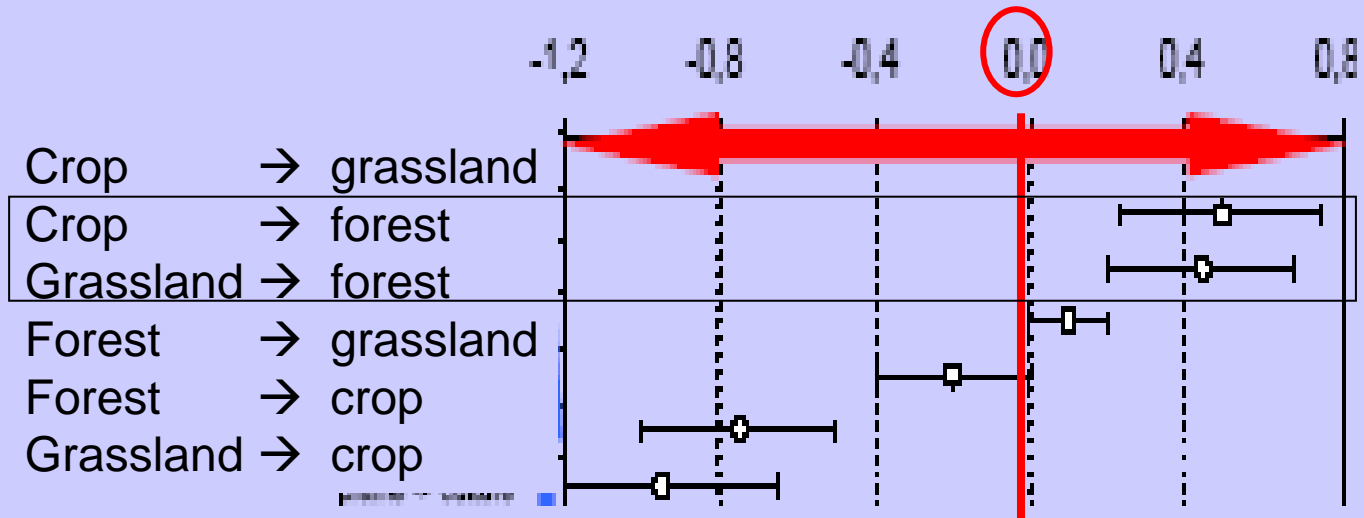 -1,2 -0,8 -0,4 0,0 0,4 0,8
Crop → grassland
Crop → forest
Grassland → forest
Forest → grassland
Forest → crop
Grassland → crop